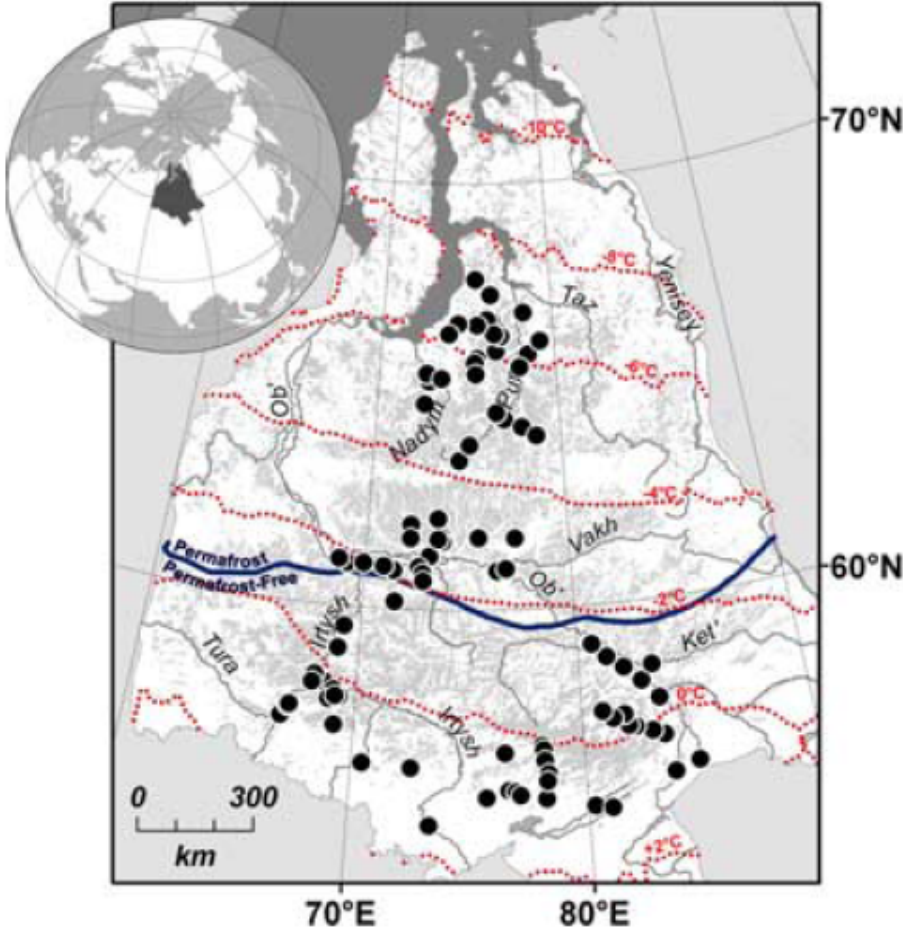 70°N
-10°C
-8°C
Yenisey
Taz
-6°C
Pur
Ob'
Nadym
-4°C
Vakh
Permafrost
Permafrost-Free
60°N
Ob'
-2°C
Irtysh
Ket'
Tura
0°C
Irtysh
0 300
km
+2°C
70°E 80°E